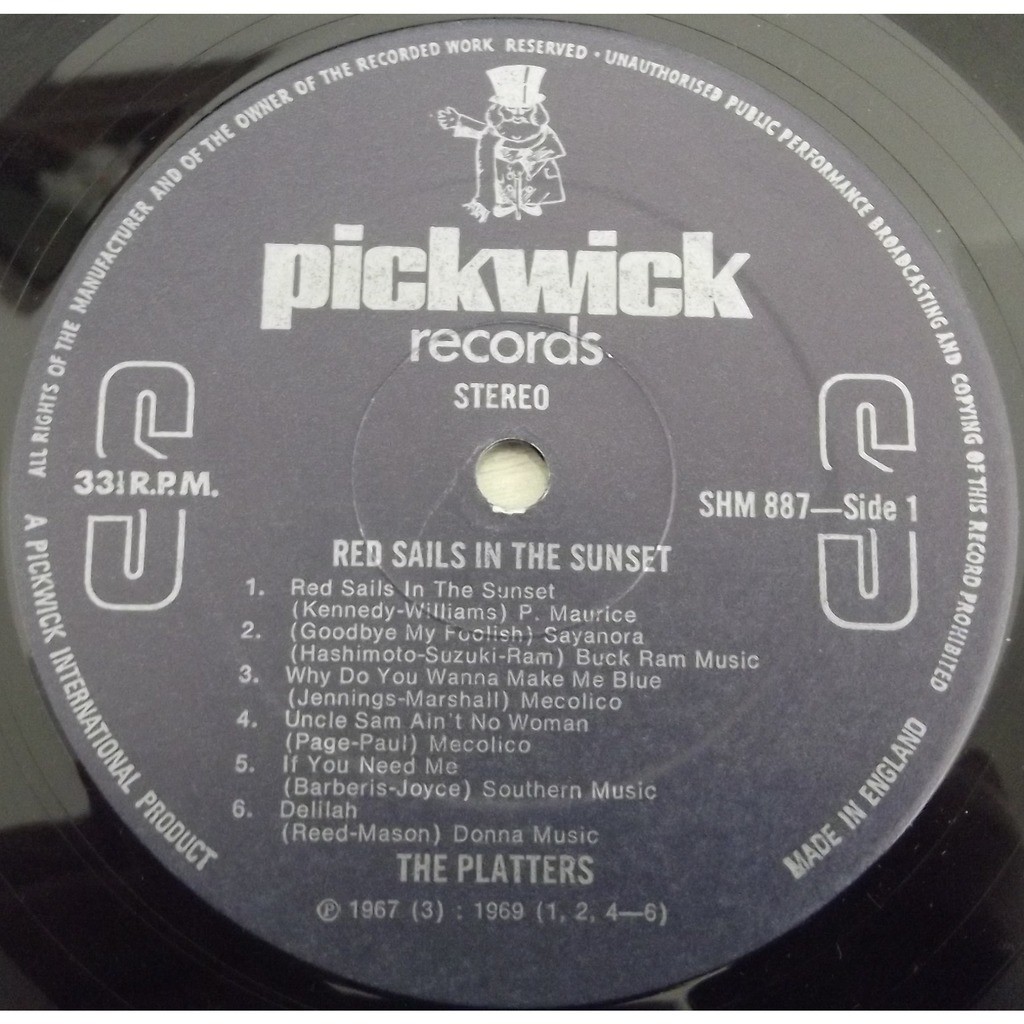 ALL RIGHTS OF THE MANUFACTURER AND OF THE OWNER OF THE RECORDED WORK RESERVED • UNAUTHORISED PUBLIC PERFORMANCE BROADCASTING AND COPYING OF THIS RECORD PROHIBITED
pickwick
records
STEREO
33⅓ R.P.M.
SHM 887—Side 1
RED SAILS IN THE SUNSET
1. Red Sails In The Sunset
(Kennedy-Williams) P. Maurice
2. (Goodbye My Foolish) Sayanora
(Hashimoto-Suzuki-Ram) Buck Ram Music
3. Why Do You Wanna Make Me Blue
(Jennings-Marshall) Mecolico
4. Uncle Sam Ain't No Woman
(Page-Paul) Mecolico
5. If You Need Me
(Barberis-Joyce) Southern Music
6. Delilah
(Reed-Mason) Donna Music
THE PLATTERS
℗ 1967 (3) : 1969 (1, 2, 4—6)
A PICKWICK INTERNATIONAL PRODUCT
MADE IN ENGLAND